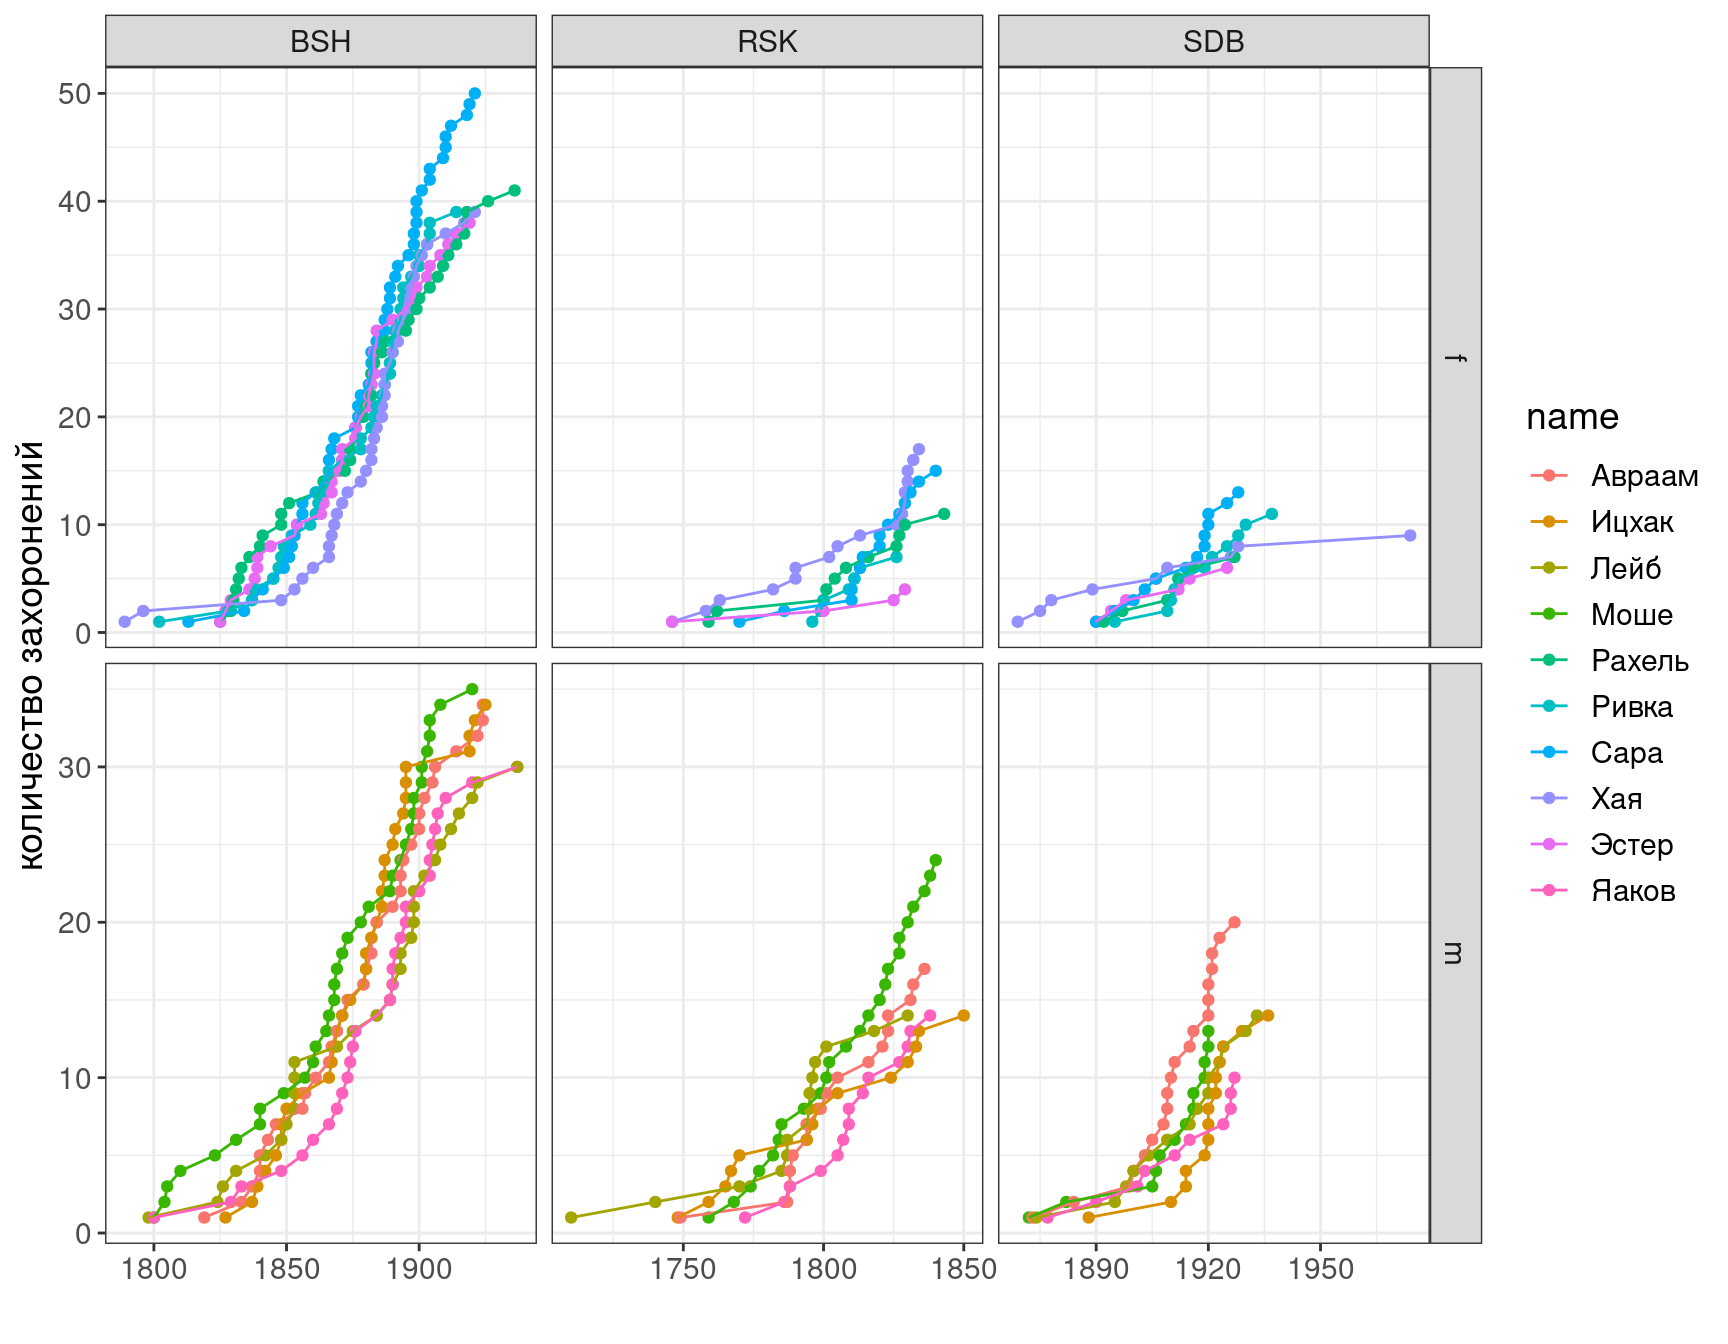 BSH RSK SDB
50
40
30
20
10
0
f
30
20
10
0
m
1800 1850 1900 1750 1800 1850 1890 1920 1950
количество захоронений
name
Авраам
Ицхак
Лейб
Моше
Рахель
Ривка
Сара
Хая
Эстер
Яаков